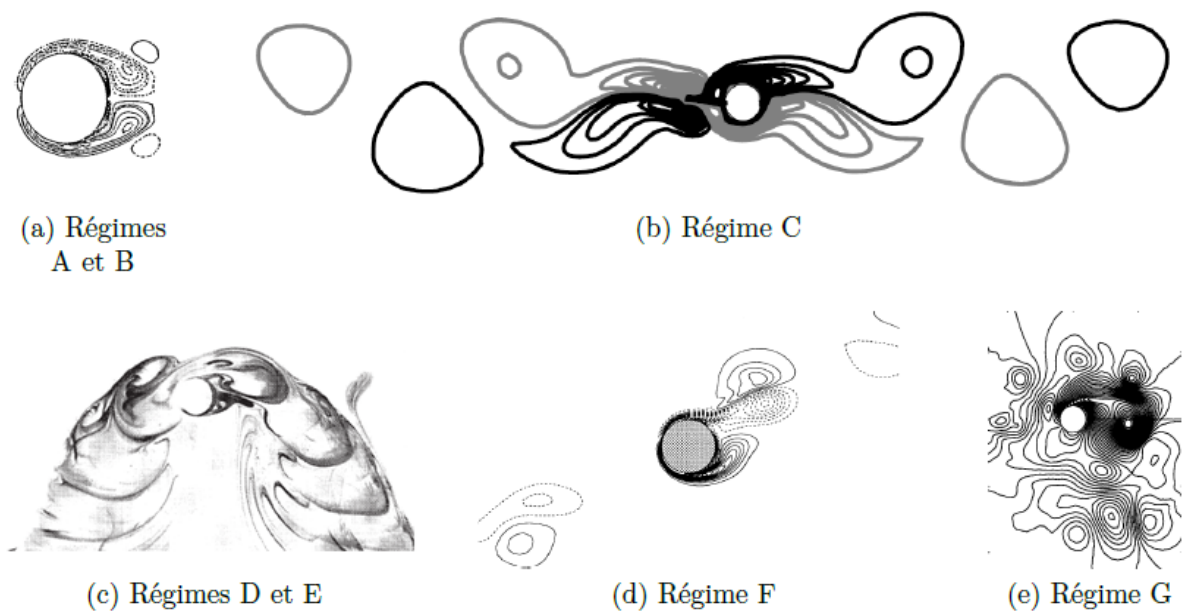 (a) Régimes
A et B
(b) Régime C
(c) Régimes D et E
(d) Régime F
(e) Régime G